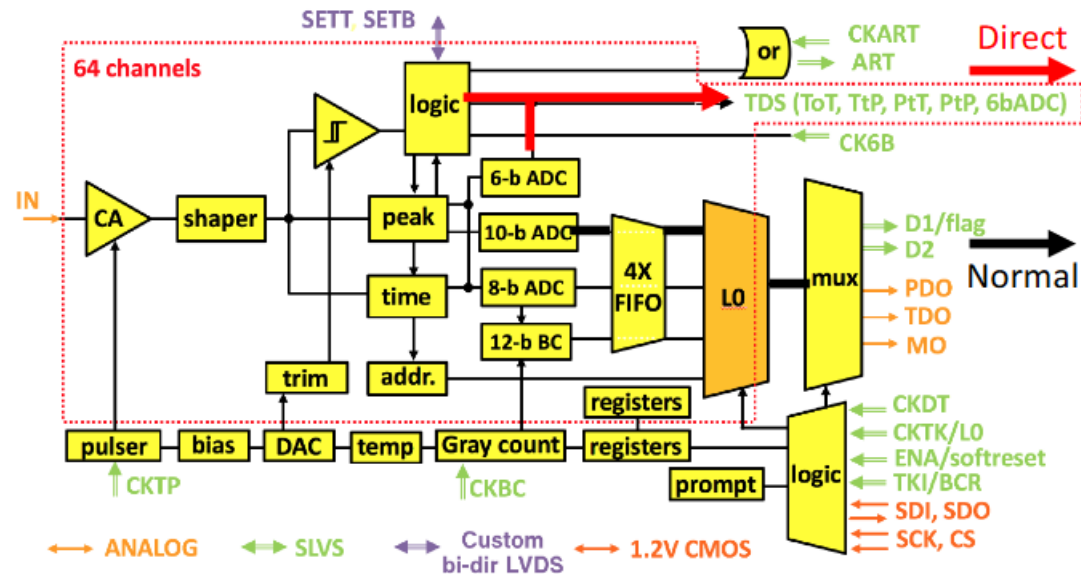 SETT, SETB
64 channels
or
CKART
ART
Direct
logic
TDS (ToT, TtP, PtT, PtP, 6bADC)
CK6B
IN
CA
shaper
peak
6-b ADC
10-b ADC
4X
FIFO
L0
mux
D1/flag
D2
Normal
time
8-b ADC
12-b BC
PDO
TDO
MO
trim
addr.
registers
pulser
bias
DAC
temp
Gray count
registers
logic
prompt
CKTP
CKBC
CKDT
CKTK/L0
ENA/softreset
TKI/BCR
SDI, SDO
SCK, CS
ANALOG
SLVS
Custom
bi-dir LVDS
1.2V CMOS